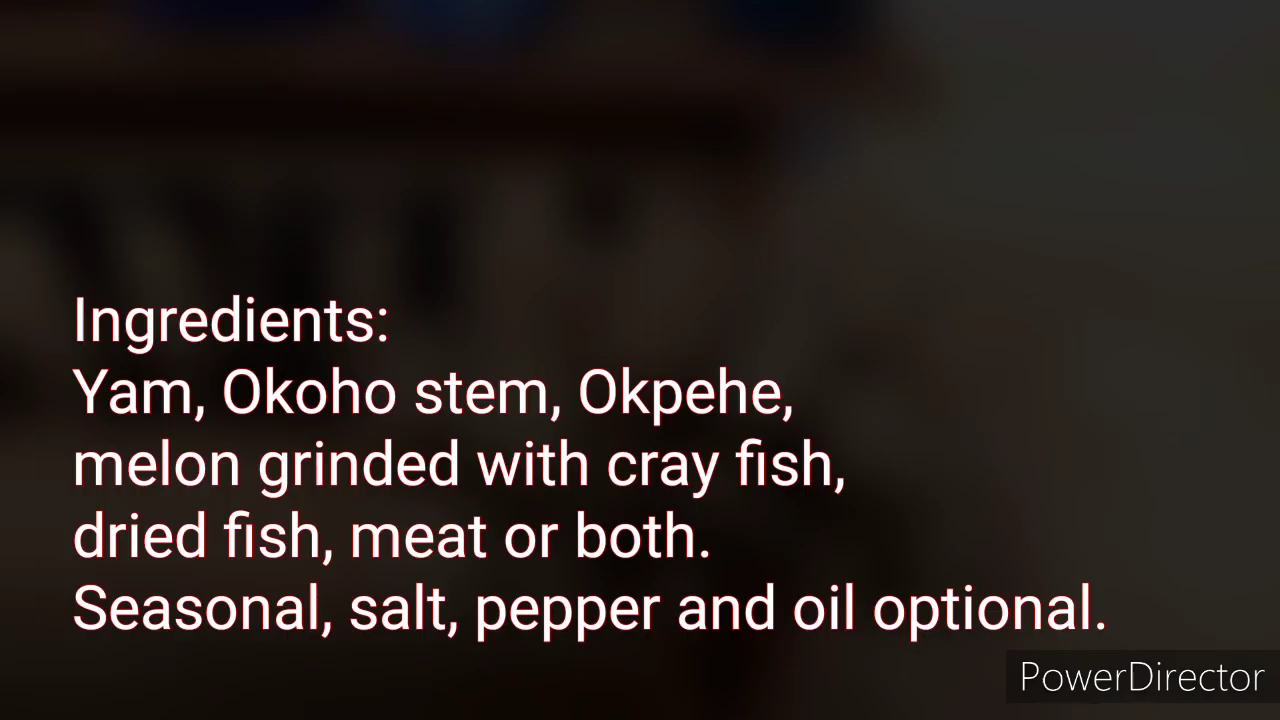 Ingredients:
Yam, Okoho stem, Okpehe,
melon grinded with cray fish,
dried fish, meat or both.
Seasonal, salt, pepper and oil optional.
PowerDirector